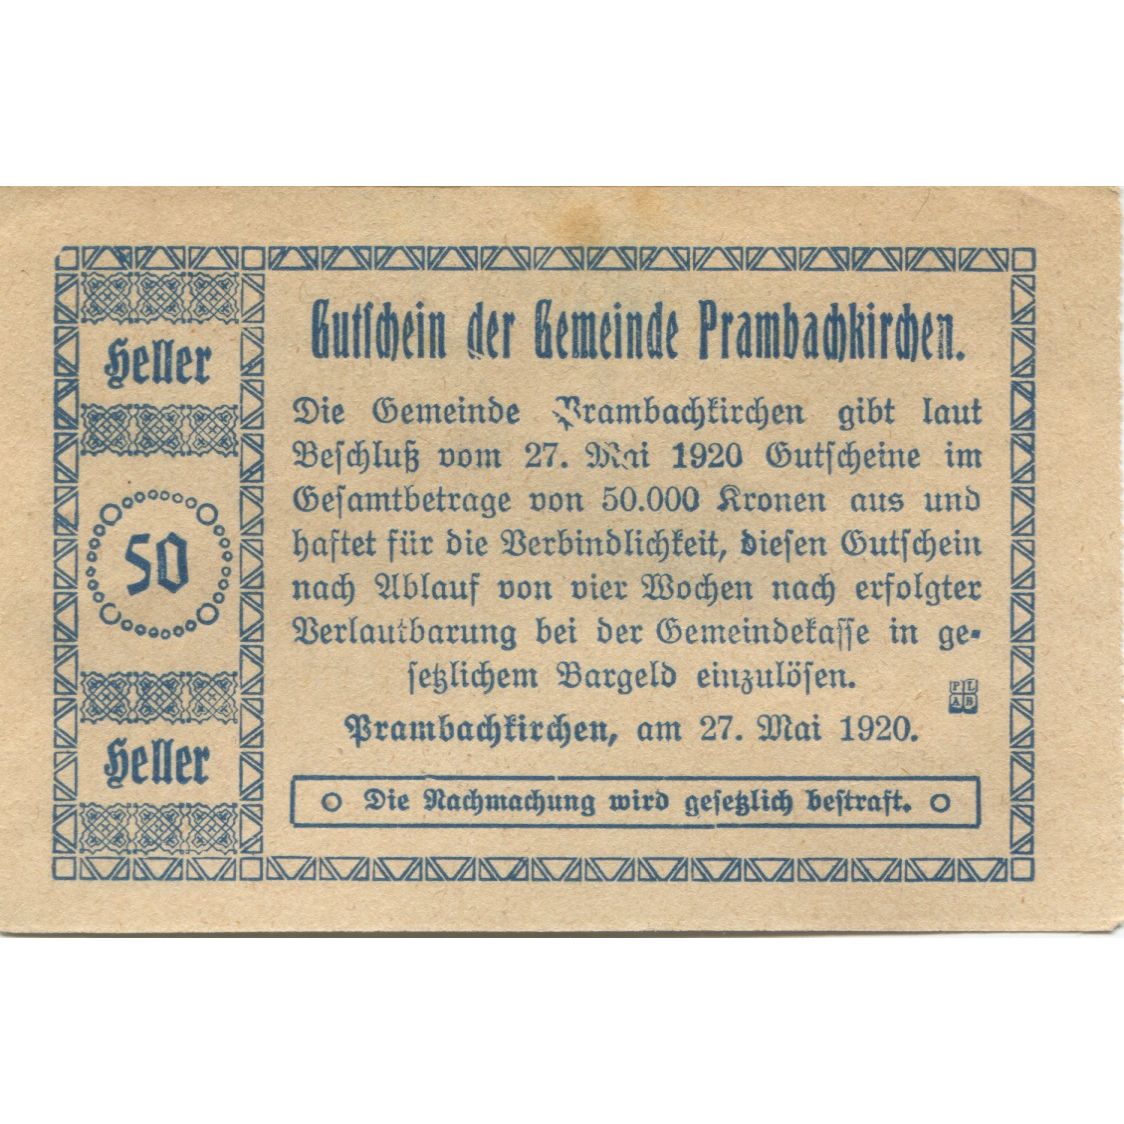 Heller
50
Heller
Gutschein der Gemeinde Prambachkirchen.
Die Gemeinde Prambachkirchen gibt laut
Beschluß vom 27. Mai 1920 Gutscheine im
Gesamtbetrage von 50.000 Kronen aus und
haftet für die Verbindlichkeit, diesen Gutschein
nach Ablauf von vier Wochen nach erfolgter
Verlautbarung bei der Gemeindekasse in ge-
setzlichem Bargeld einzulösen.
PL
AB
Prambachkirchen, am 27. Mai 1920.
Die Nachmachung wird gesetzlich bestraft.